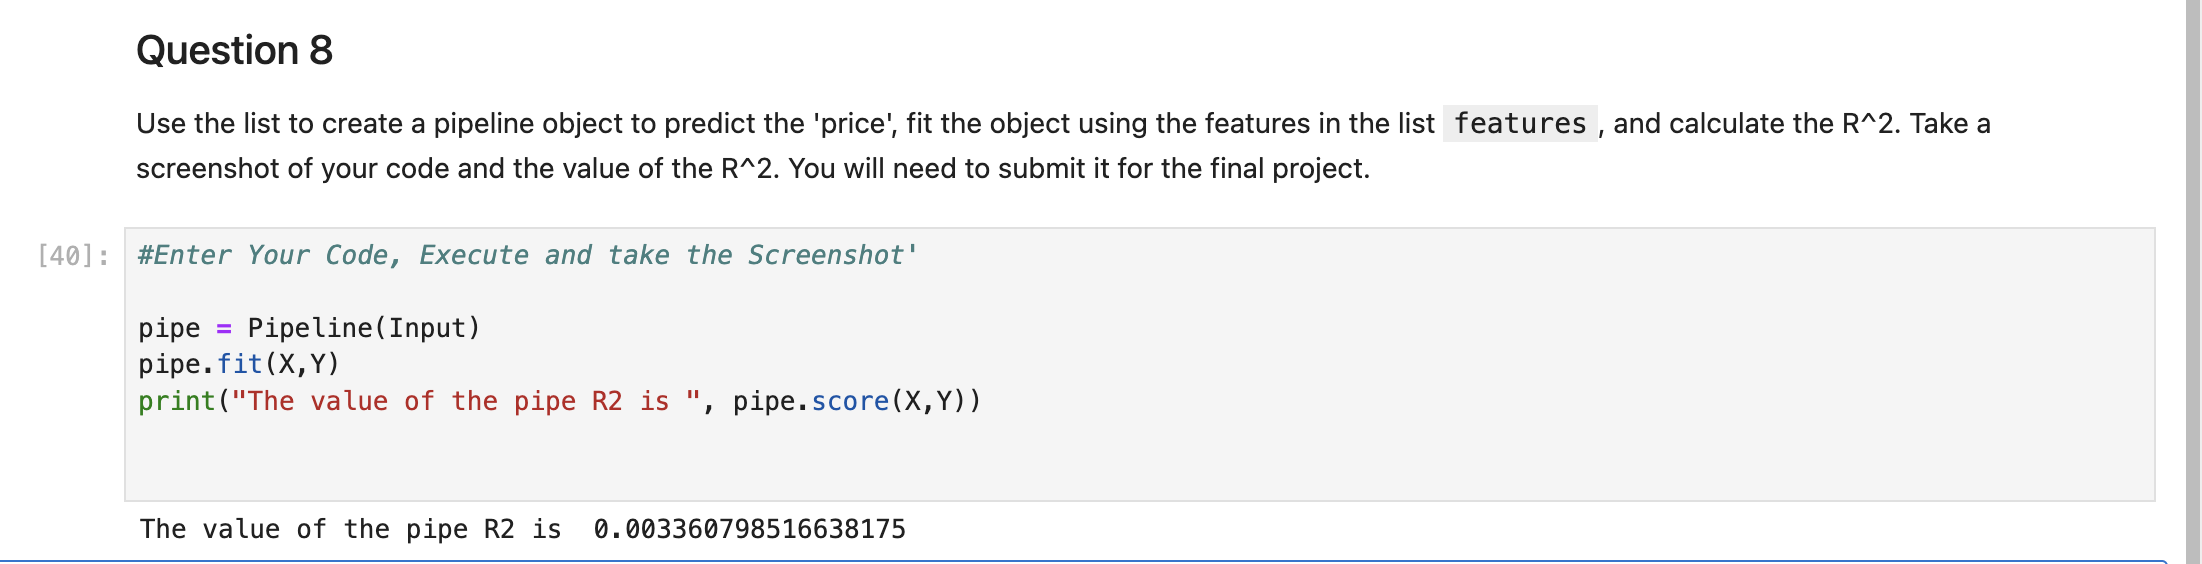 Question 8
Use the list to create a pipeline object to predict the 'price', fit the object using the features in the list features , and calculate the R^2. Take a
screenshot of your code and the value of the R^2. You will need to submit it for the final project.
[40]: #Enter Your Code, Execute and take the Screenshot'
pipe = Pipeline(Input)
pipe.fit(X,Y)
print("The value of the pipe R2 is ", pipe.score(X,Y))
The value of the pipe R2 is  0.003360798516638175